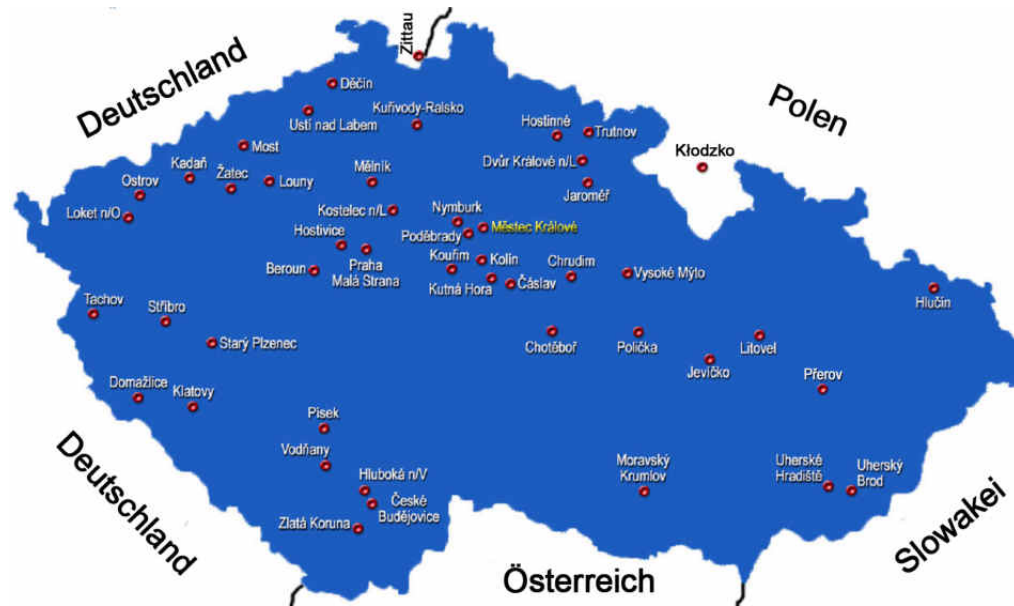 Zittau
Deutschland
Děčín
Polen
Ustí nad Labem
Kuřivody-Ralsko
Hostinné
Trutnov
Most
Kłodzko
Kadaň
Žatec
Louny
Mělník
Dvůr Králové n/L
Ostrov
Jaroměř
Loket n/O
Kostelec n/L
Nymburk
Městec Králové
Hostivice
Poděbrady
Praha
Malá Strana
Kouřim
Kolín
Chrudim
Beroun
Vysoké Mýto
Kutná Hora
Čáslav
Hlučín
Tachov
Stříbro
Starý Plzenec
Chotěboř
Polička
Litovel
Jevíčko
Přerov
Domažlice
Klatovy
Písek
Vodňany
Hluboká n/V
Moravský
Krumlov
Uherské
Hradiště
Uherský
Brod
České
Budějovice
Zlatá Koruna
Deutschland
Österreich
Slowakei